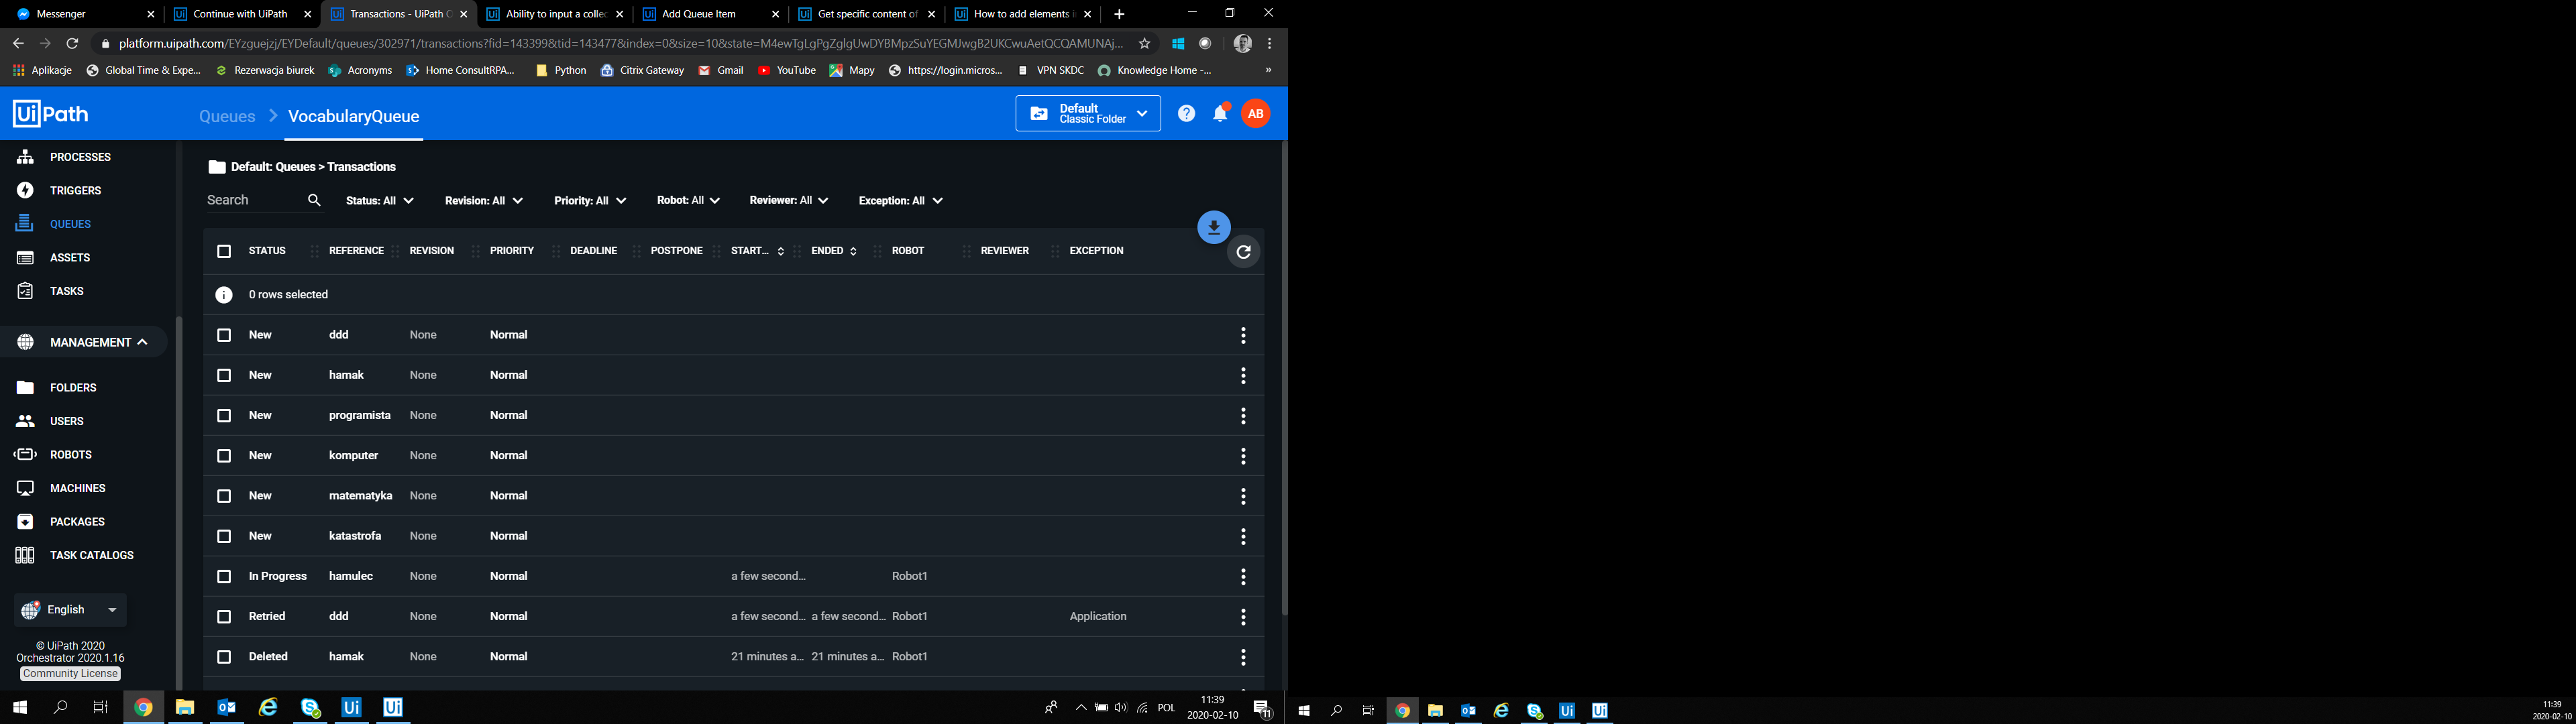 Messenger
Continue with UiPath
Transactions - UiPath O
Ability to input a collec
Add Queue Item
Get specific content of
How to add elements i
platform.uipath.com/EYzguejzj/EYDefault/queues/302971/transactions?fid=143399&tid=143477&index=0&size=10&state=M4ewTgLgPgZglgUwDYBMpzSuYEGMJwgB2UKCwuAetQCQAMUNAj...
Aplikacje
Global Time & Expe...
Rezerwacja biurek
Acronyms
Home ConsultRPA...
Python
Citrix Gateway
Gmail
YouTube
Mapy
https://login.micros...
VPN SKDC
Knowledge Home -...
»
UiPath
Queues > VocabularyQueue
Default
Classic Folder
AB
PROCESSES
TRIGGERS
QUEUES
ASSETS
TASKS
MANAGEMENT
FOLDERS
USERS
ROBOTS
MACHINES
PACKAGES
TASK CATALOGS
English
© UiPath 2020
Orchestrator 2020.1.16
Community License
Default: Queues > Transactions
Search Status: All Revision: All Priority: All Robot: All Reviewer: All Exception: All
STATUS REFERENCE REVISION PRIORITY DEADLINE POSTPONE START... ENDED ROBOT REVIEWER EXCEPTION
0 rows selected
New ddd None Normal
New hamak None Normal
New programista None Normal
New komputer None Normal
New matematyka None Normal
New katastrofa None Normal
In Progress hamulec None Normal a few second... Robot1
Retried ddd None Normal a few second... a few second... Robot1 Application
Deleted hamak None Normal 21 minutes a... 21 minutes a... Robot1
POL
11:39
2020-02-10
11
11:39
2020-02-10